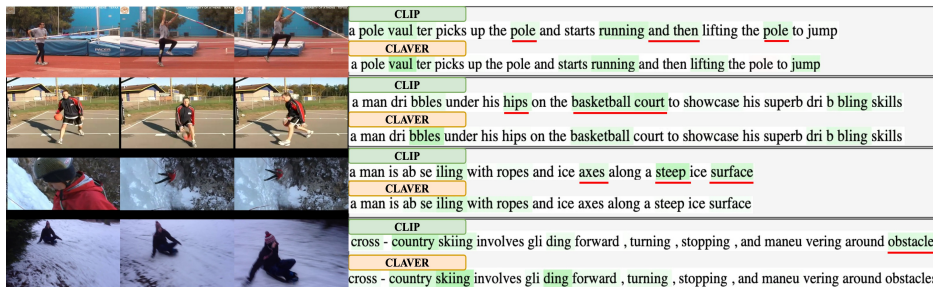 CLIP
a pole vaul ter picks up the pole and starts running and then lifting the pole to jump
CLAVER
a pole vaul ter picks up the pole and starts running and then lifting the pole to jump
CLIP
a man dri bbles under his hips on the basketball court to showcase his superb dri b bling skills
CLAVER
a man dri bbles under his hips on the basketball court to showcase his superb dri b bling skills
CLIP
a man is ab se iling with ropes and ice axes along a steep ice surface
CLAVER
a man is ab se iling with ropes and ice axes along a steep ice surface
CLIP
cross - country skiing involves gli ding forward , turning , stopping , and maneu vering around obstacle
CLAVER
cross - country skiing involves gli ding forward , turning , stopping , and maneu vering around obstacles